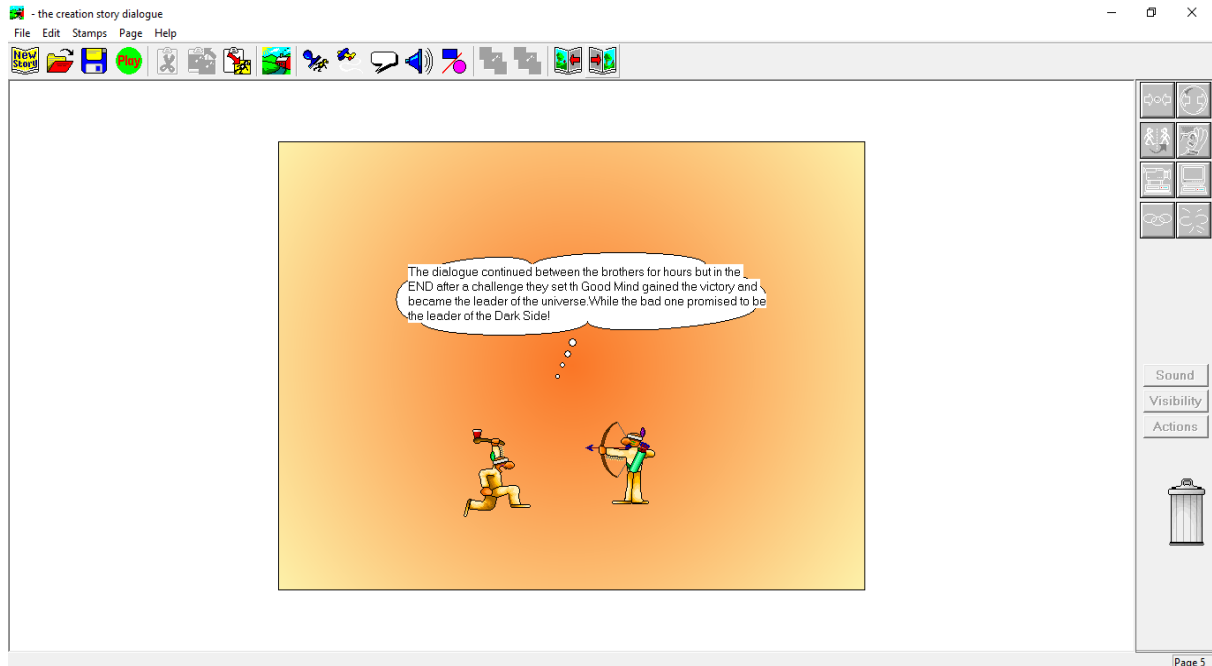 - the creation story dialogue
File Edit Stamps Page Help
New Story
Play
The dialogue continued between the brothers for hours but in the
END after a challenge they set th Good Mind gained the victory and
became the leader of the universe.While the bad one promised to be
the leader of the Dark Side!
Sound
Visibility
Actions
Page 5